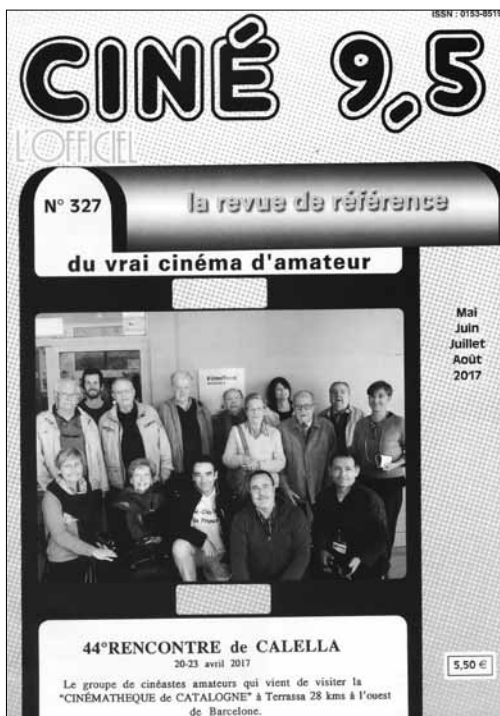 ISSN : 0153-8519
CINÉ 9,5
L'OFFICIEL
N° 327
la revue de référence
du vrai cinéma d'amateur
Mai
Juin
Juillet
Août
2017
44°RENCONTRE de CALELLA
20-23 avril 2017
Le groupe de cinéastes amateurs qui vient de visiter la
"CINÉMATHEQUE de CATALOGNE" à Terrassa 28 kms à l'ouest
de Barcelone.
5,50 €